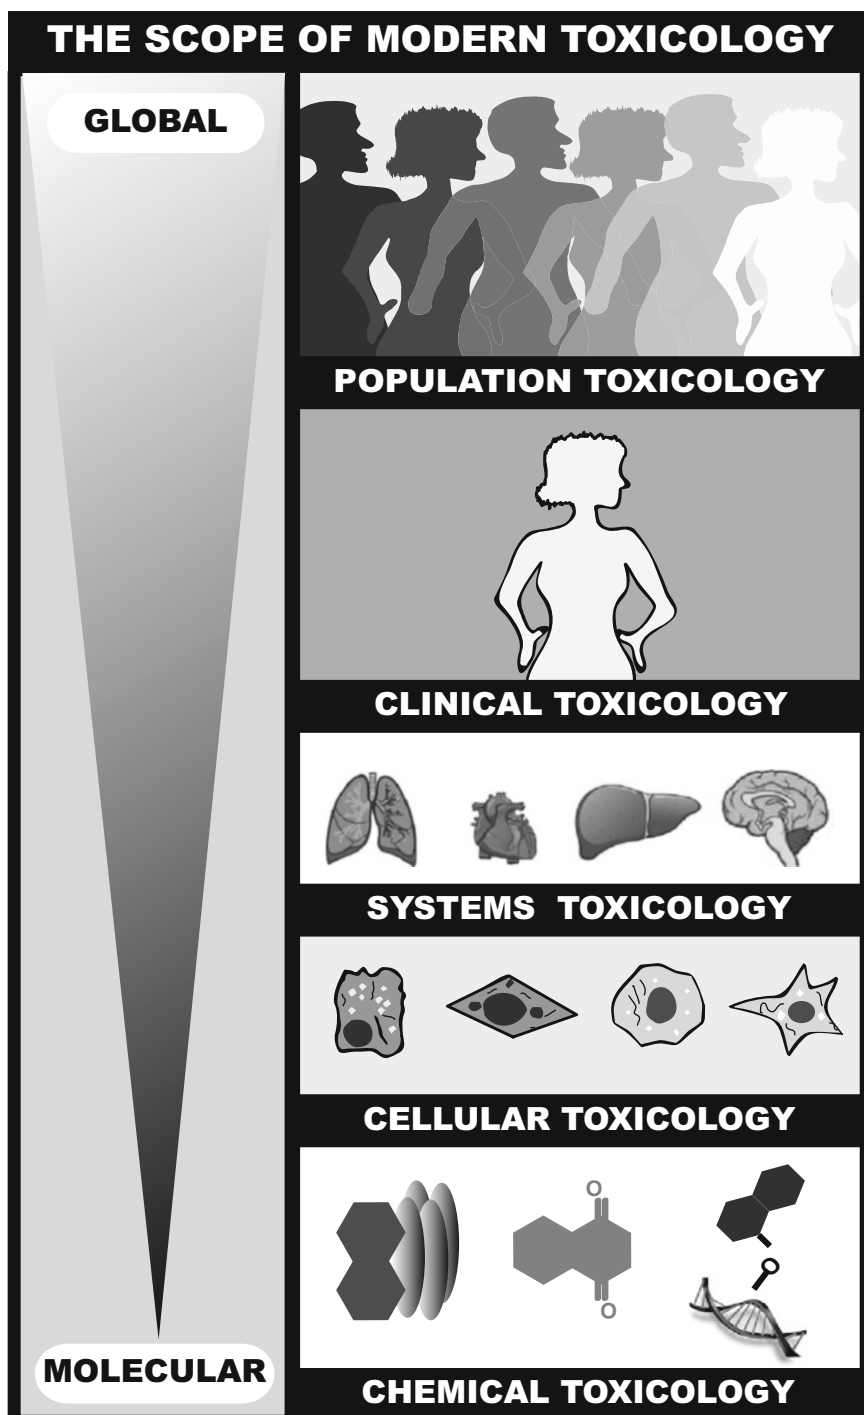 THE SCOPE OF MODERN TOXICOLOGY
GLOBAL
POPULATION TOXICOLOGY
CLINICAL TOXICOLOGY
SYSTEMS TOXICOLOGY
CELLULAR TOXICOLOGY
O
O
O
MOLECULAR
CHEMICAL TOXICOLOGY